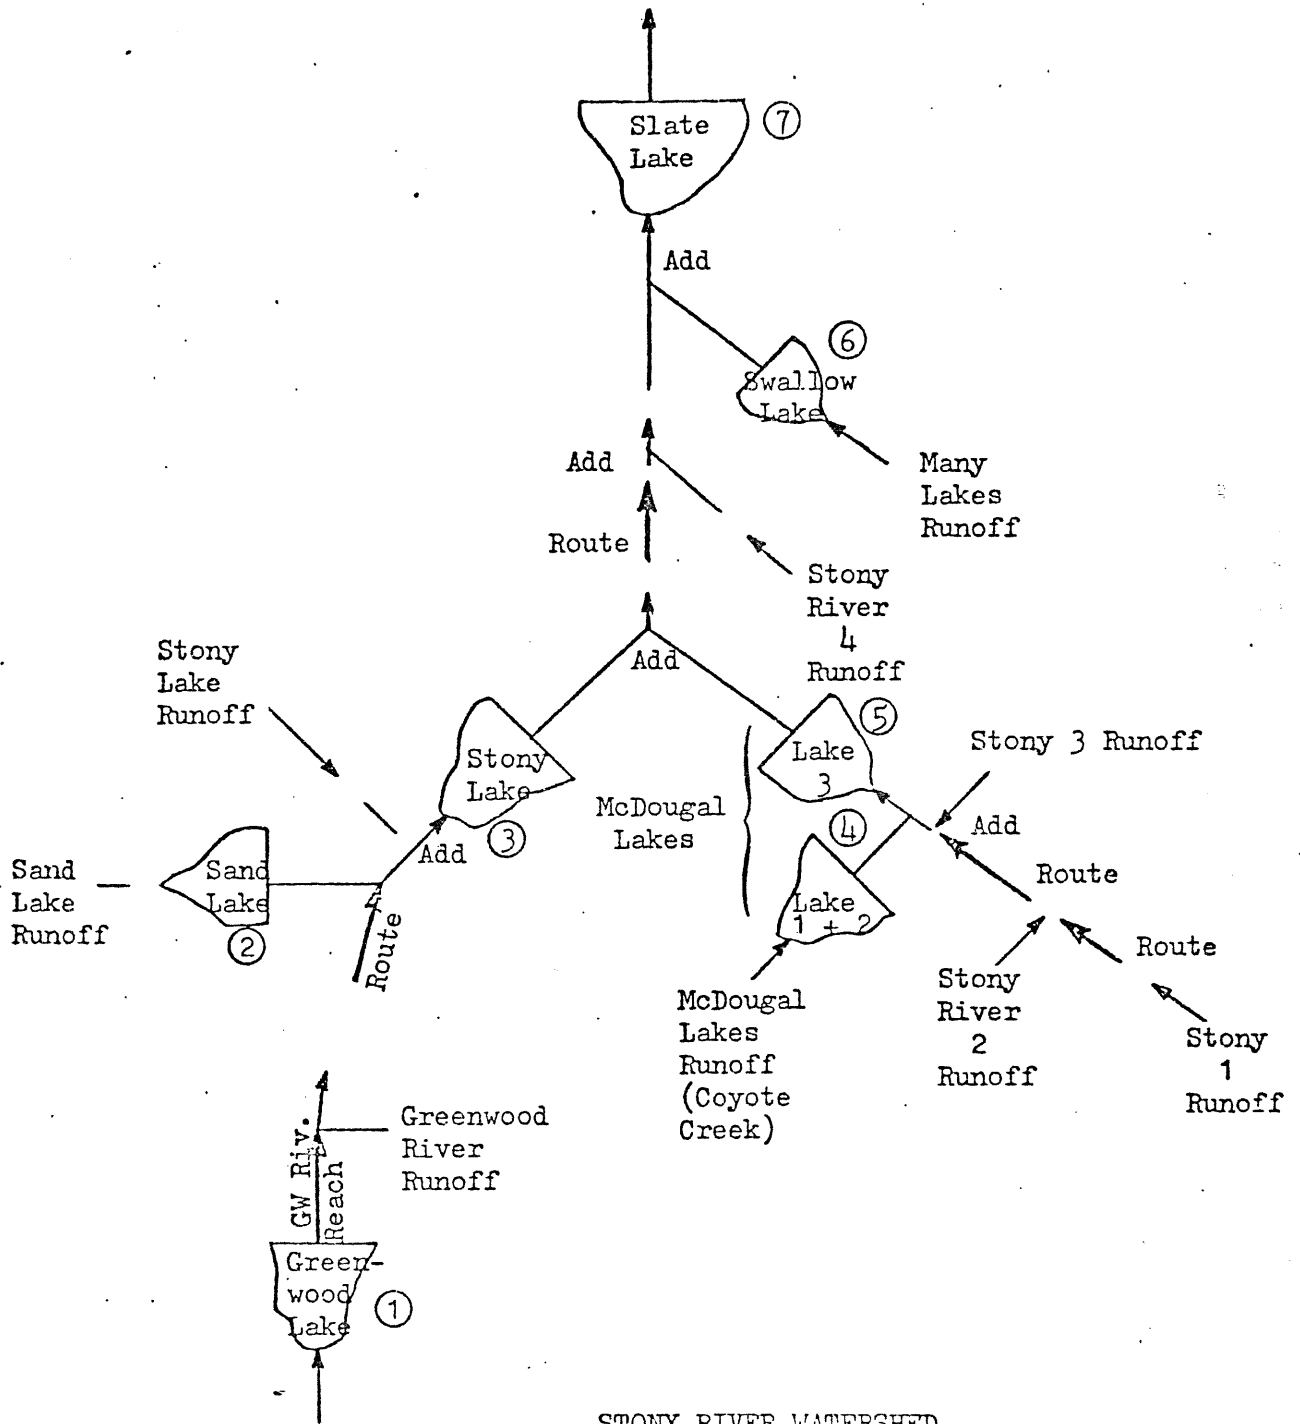 Slate
Lake
7
Add
6
Swallow
Lake
Many
Lakes
Runoff
Add
Route
Stony
River
4
Runoff
Add
Stony
Lake
Runoff
Stony
Lake
3
Add
McDougal
Lakes
5
Lake
3
4
Lake
1 + 2
Stony 3 Runoff
Add
Route
Route
Stony
River
2
Runoff
Stony
1
Runoff
McDougal
Lakes
Runoff
(Coyote
Creek)
Sand
Lake
Runoff
Sand
Lake
2
Route
Greenwood
River
Runoff
GW Riv.
Reach
Green-
wood
Lake
1
STONY RIVER WATERSHED